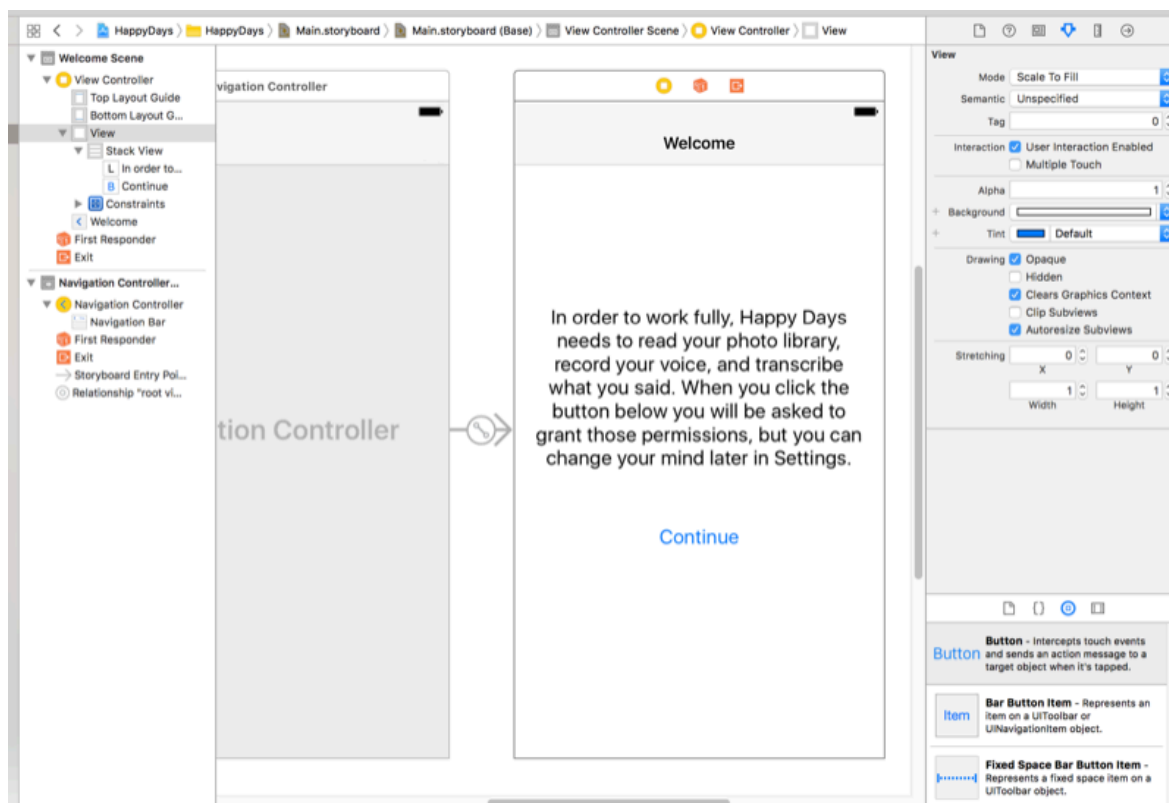 HappyDays
HappyDays
Main.storyboard
Main.storyboard (Base)
View Controller Scene
View Controller
View
Welcome Scene
View Controller
Top Layout Guide
Bottom Layout G...
View
Stack View
L In order to...
B Continue
Constraints
Welcome
First Responder
Exit
Navigation Controller...
Navigation Controller
Navigation Bar
First Responder
Exit
Storyboard Entry Poi...
Relationship "root vi...
vigation Controller
tion Controller
Welcome
In order to work fully, Happy Days
needs to read your photo library,
record your voice, and transcribe
what you said. When you click the
button below you will be asked to
grant those permissions, but you can
change your mind later in Settings.
Continue
View
Mode Scale To Fill
Semantic Unspecified
Tag 0
Interaction User Interaction Enabled
Multiple Touch
Alpha 1
Background
Tint Default
Drawing Opaque
Hidden
Clears Graphics Context
Clip Subviews
Autoresize Subviews
Stretching 0 0
X Y
1 1
Width Height
Button
Button - Intercepts touch events
and sends an action message to a
target object when it's tapped.
Item
Bar Button Item - Represents an
item on a UIToolbar or
UINavigationItem object.
Fixed Space Bar Button Item -
Represents a fixed space item on a
UIToolbar object.